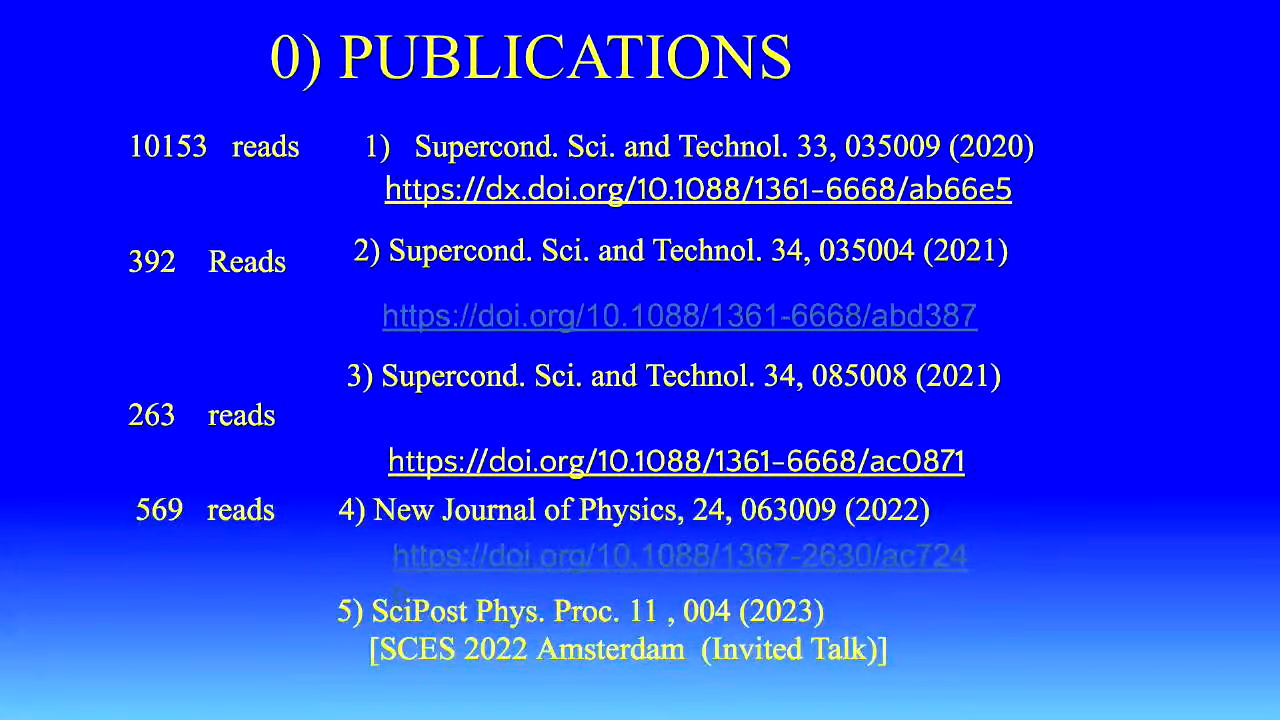 0) PUBLICATIONS
10153 reads 1) Supercond. Sci. and Technol. 33, 035009 (2020)
https://dx.doi.org/10.1088/1361-6668/ab66e5
392 Reads 2) Supercond. Sci. and Technol. 34, 035004 (2021)
https://doi.org/10.1088/1361-6668/abd387
3) Supercond. Sci. and Technol. 34, 085008 (2021)
263 reads
https://doi.org/10.1088/1361-6668/ac0871
569 reads 4) New Journal of Physics, 24, 063009 (2022)
https://doi.org/10.1088/1367-2630/ac724
5) SciPost Phys. Proc. 11 , 004 (2023)
[SCES 2022 Amsterdam (Invited Talk)]